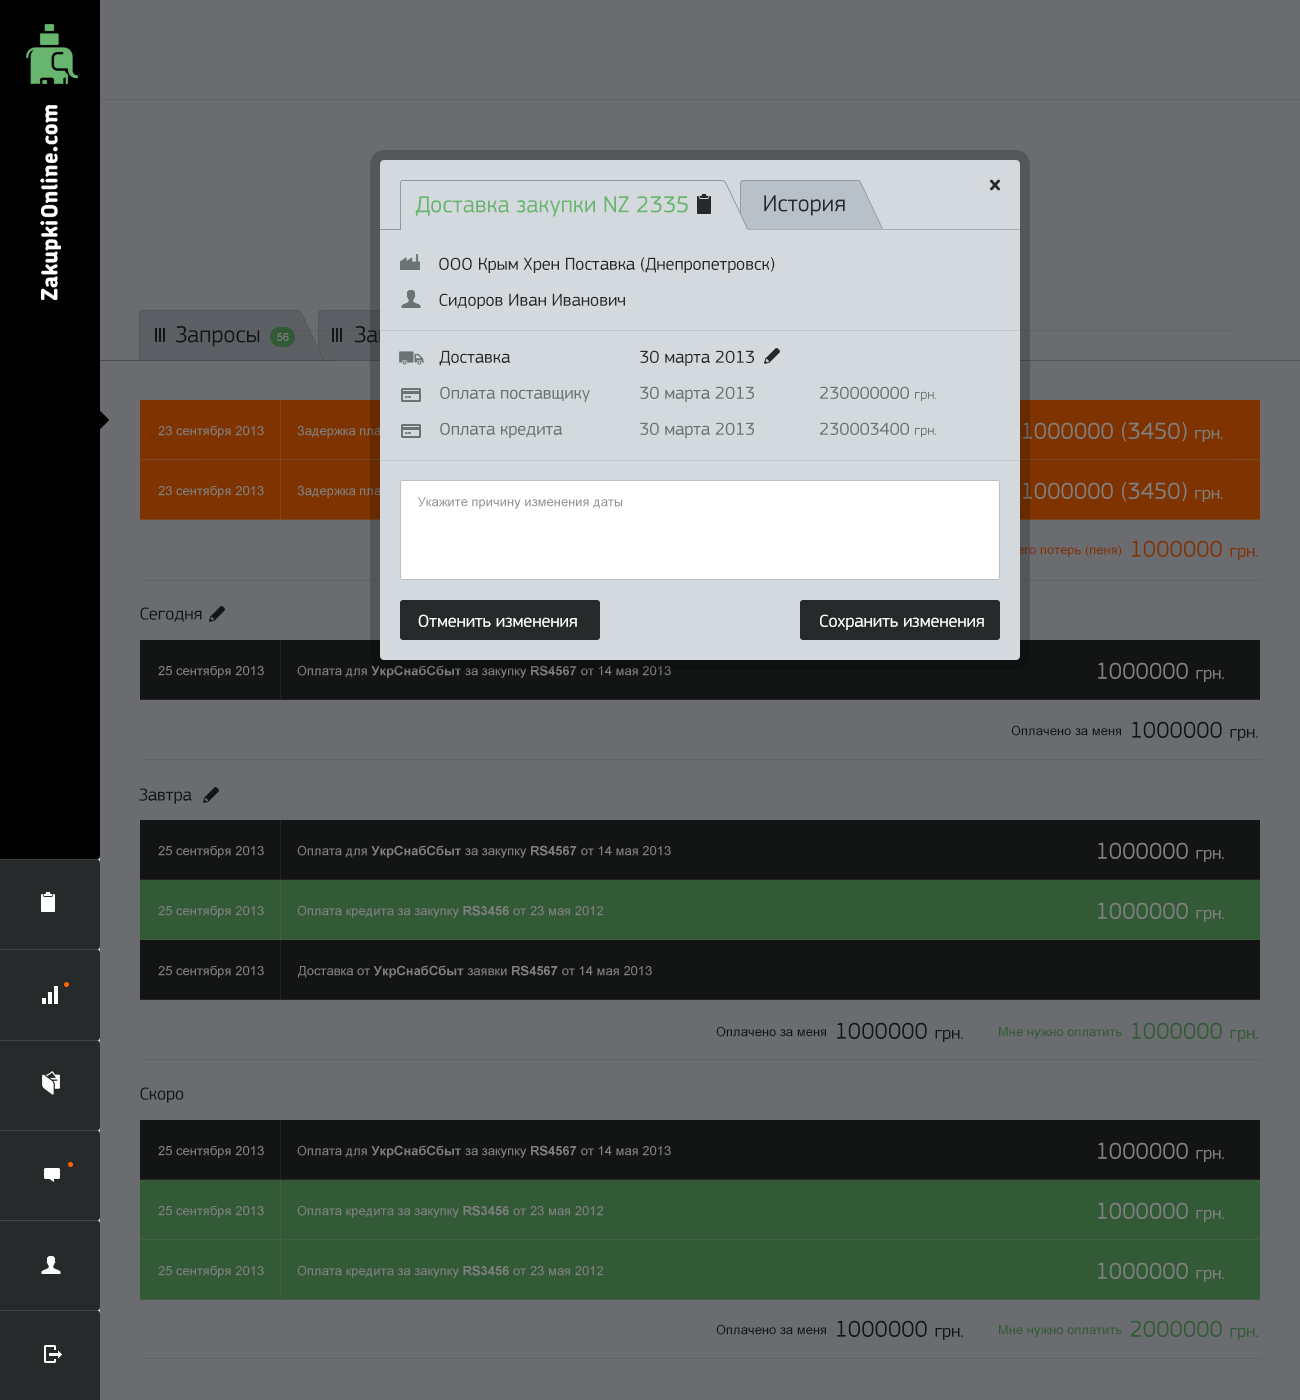 ZakupkiOnline.com
Доставка закупки NZ 2335
История
ООО Крым Хрен Поставка (Днепропетровск)
Сидоров Иван Иванович
Запросы 56
За
Доставка 30 марта 2013
Оплата поставщику 30 марта 2013 230000000 грн.
Оплата кредита 30 марта 2013 230003400 грн.
23 сентября 2013 Задержка пла 1000000 (3450) грн.
23 сентября 2013 Задержка пла 1000000 (3450) грн.
Укажите причину изменения даты
его потерь (пеня) 1000000 грн.
Отменить изменения Сохранить изменения
Сегодня
25 сентября 2013 Оплата для УкрСнабСбыт за закупку RS4567 от 14 мая 2013 1000000 грн.
Оплачено за меня 1000000 грн.
Завтра
25 сентября 2013 Оплата для УкрСнабСбыт за закупку RS4567 от 14 мая 2013 1000000 грн.
25 сентября 2013 Оплата кредита за закупку RS3456 от 23 мая 2012 1000000 грн.
25 сентября 2013 Доставка от УкрСнабСбыт заявки RS4567 от 14 мая 2013
Оплачено за меня 1000000 грн. Мне нужно оплатить 1000000 грн.
Скоро
25 сентября 2013 Оплата для УкрСнабСбыт за закупку RS4567 от 14 мая 2013 1000000 грн.
25 сентября 2013 Оплата кредита за закупку RS3456 от 23 мая 2012 1000000 грн.
25 сентября 2013 Оплата кредита за закупку RS3456 от 23 мая 2012 1000000 грн.
Оплачено за меня 1000000 грн. Мне нужно оплатить 2000000 грн.